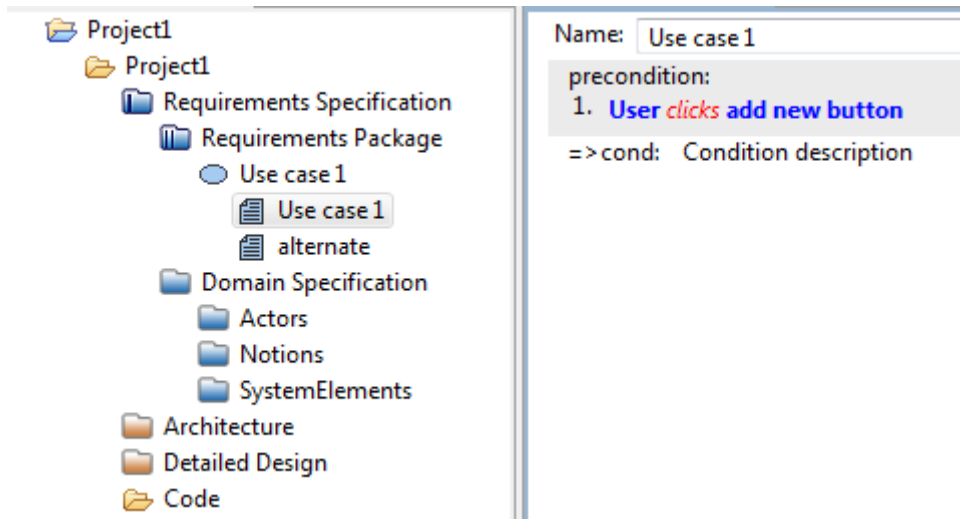 Project1
Project1
Requirements Specification
Requirements Package
Use case 1
Use case 1
alternate
Domain Specification
Actors
Notions
SystemElements
Architecture
Detailed Design
Code
Name: Use case 1
precondition:
1. User clicks add new button
=>cond: Condition description